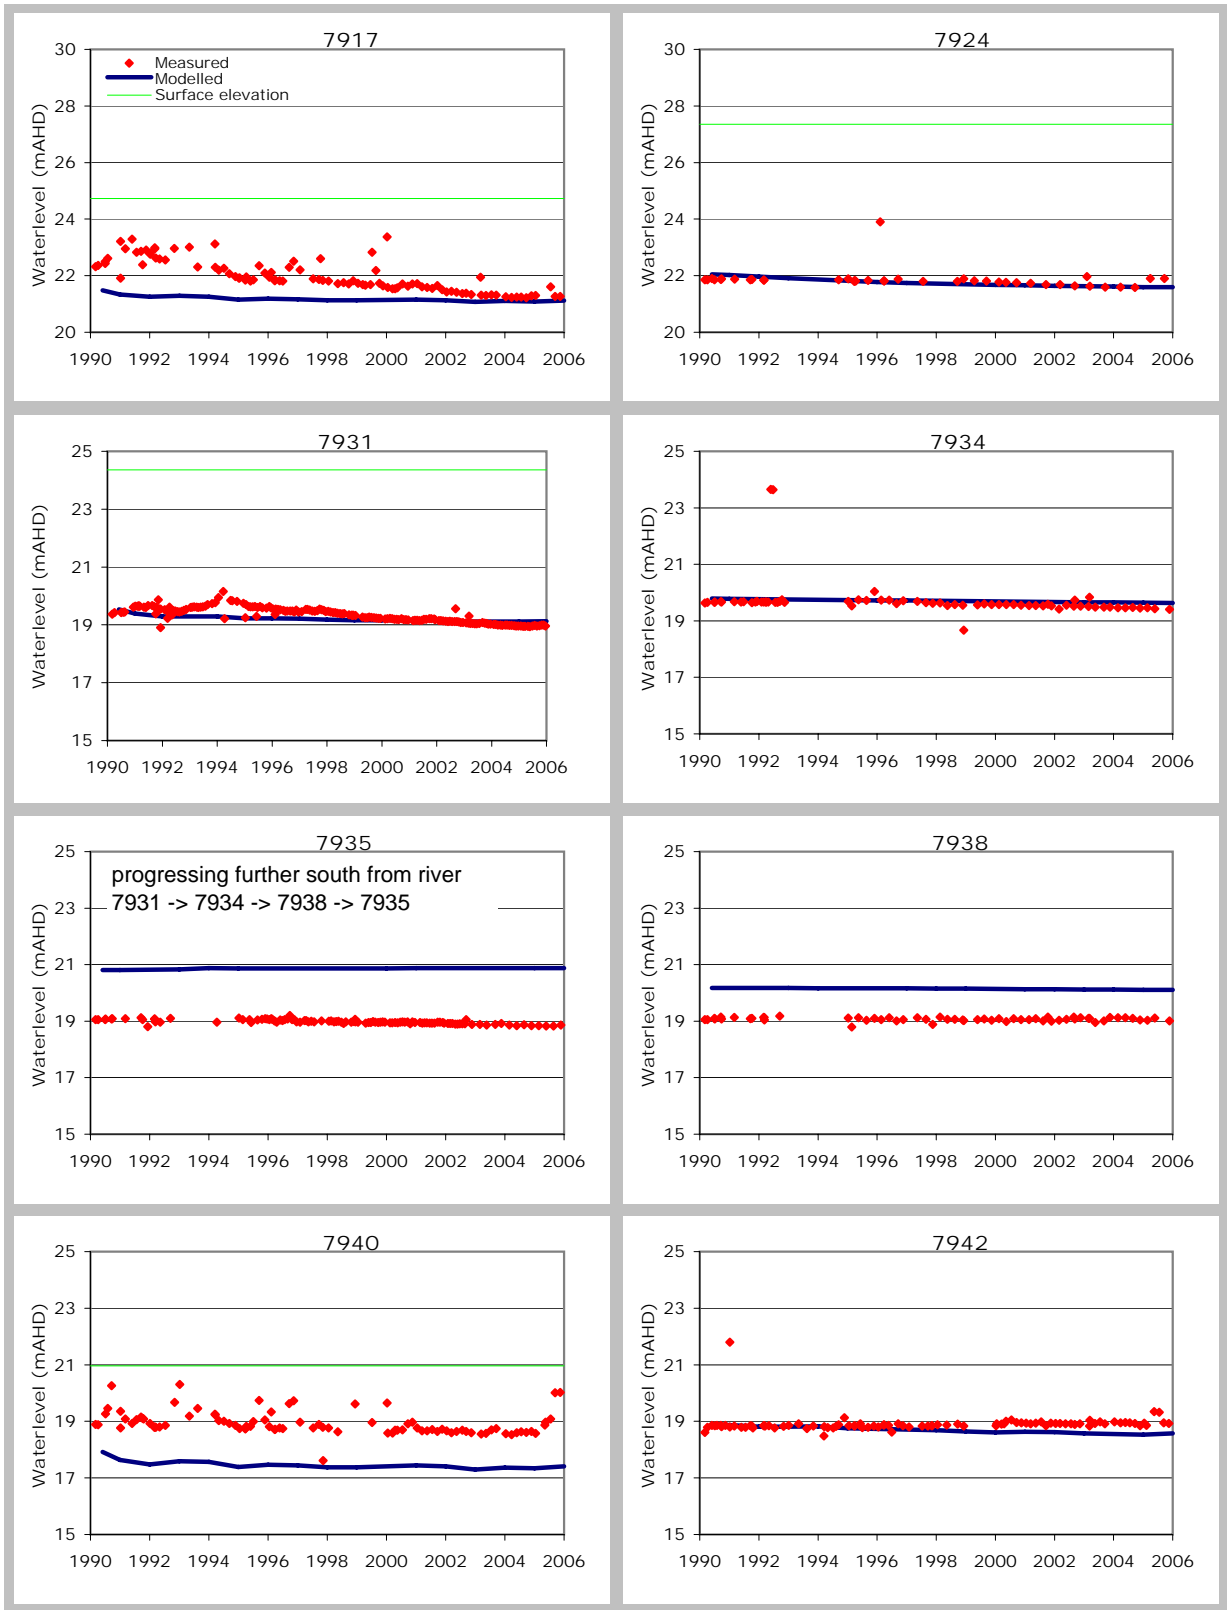 7917
30
28
26
24
22
20
Waterlevel (mAHD)
Measured
Modelled
Surface elevation
1990 1992 1994 1996 1998 2000 2002 2004 2006
7924
30
28
26
24
22
20
Waterlevel (mAHD)
1990 1992 1994 1996 1998 2000 2002 2004 2006
7931
25
23
21
19
17
15
Waterlevel (mAHD)
1990 1992 1994 1996 1998 2000 2002 2004 2006
7934
25
23
21
19
17
15
Waterlevel (mAHD)
1990 1992 1994 1996 1998 2000 2002 2004 2006
7935
25
23
21
19
17
15
Waterlevel (mAHD)
progressing further south from river
7931 -> 7934 -> 7938 -> 7935
1990 1992 1994 1996 1998 2000 2002 2004 2006
7938
25
23
21
19
17
15
Waterlevel (mAHD)
1990 1992 1994 1996 1998 2000 2002 2004 2006
7940
25
23
21
19
17
15
Waterlevel (mAHD)
1990 1992 1994 1996 1998 2000 2002 2004 2006
7942
25
23
21
19
17
15
Waterlevel (mAHD)
1990 1992 1994 1996 1998 2000 2002 2004 2006